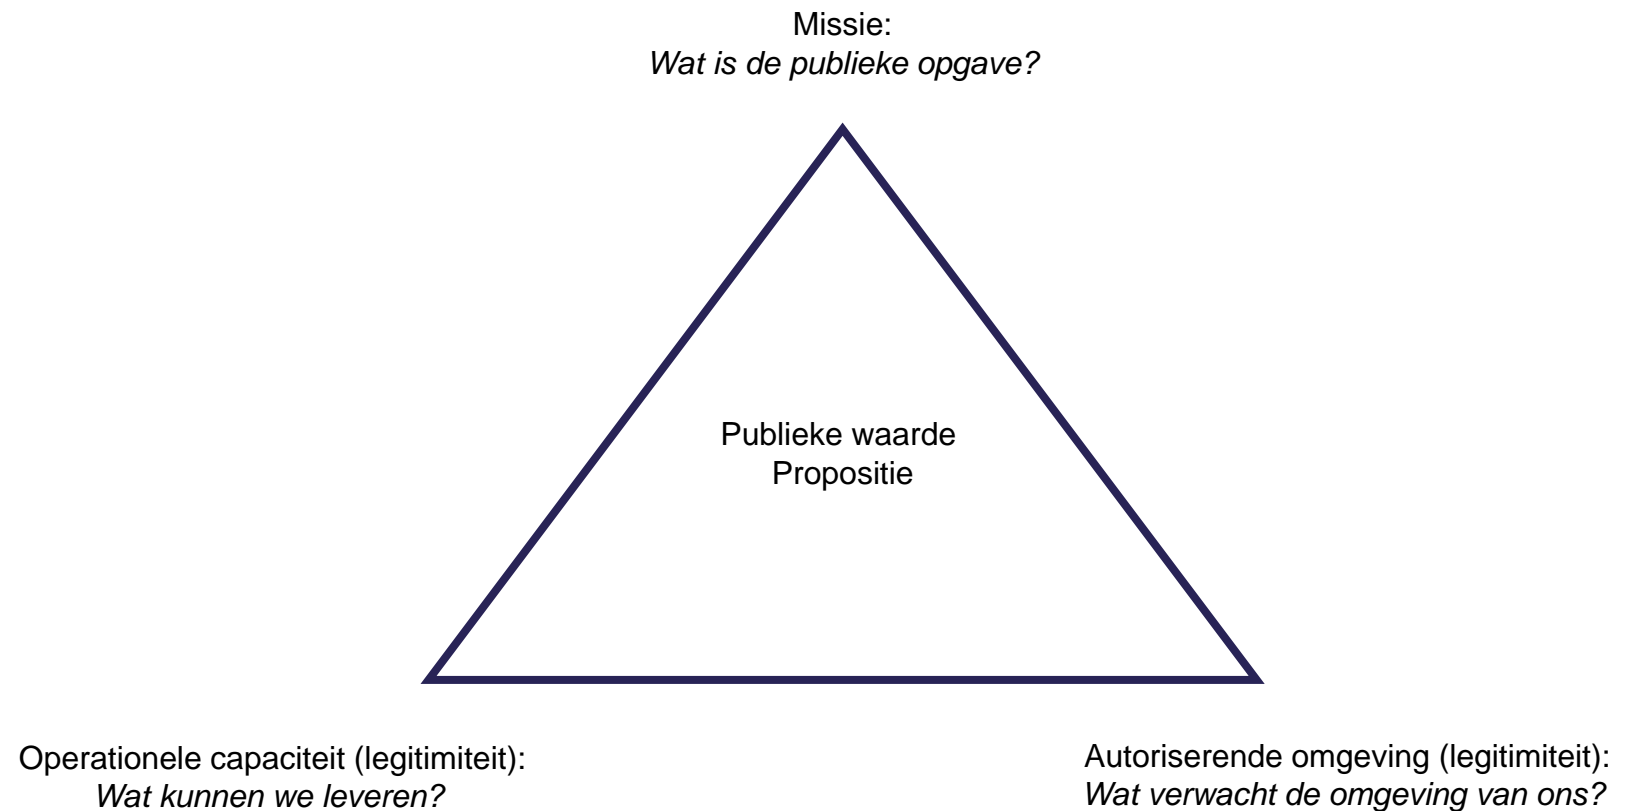 Missie:
Wat is de publieke opgave?
Publieke waarde
Propositie
Operationele capaciteit (legitimiteit):
Wat kunnen we leveren?
Autoriserende omgeving (legitimiteit):
Wat verwacht de omgeving van ons?